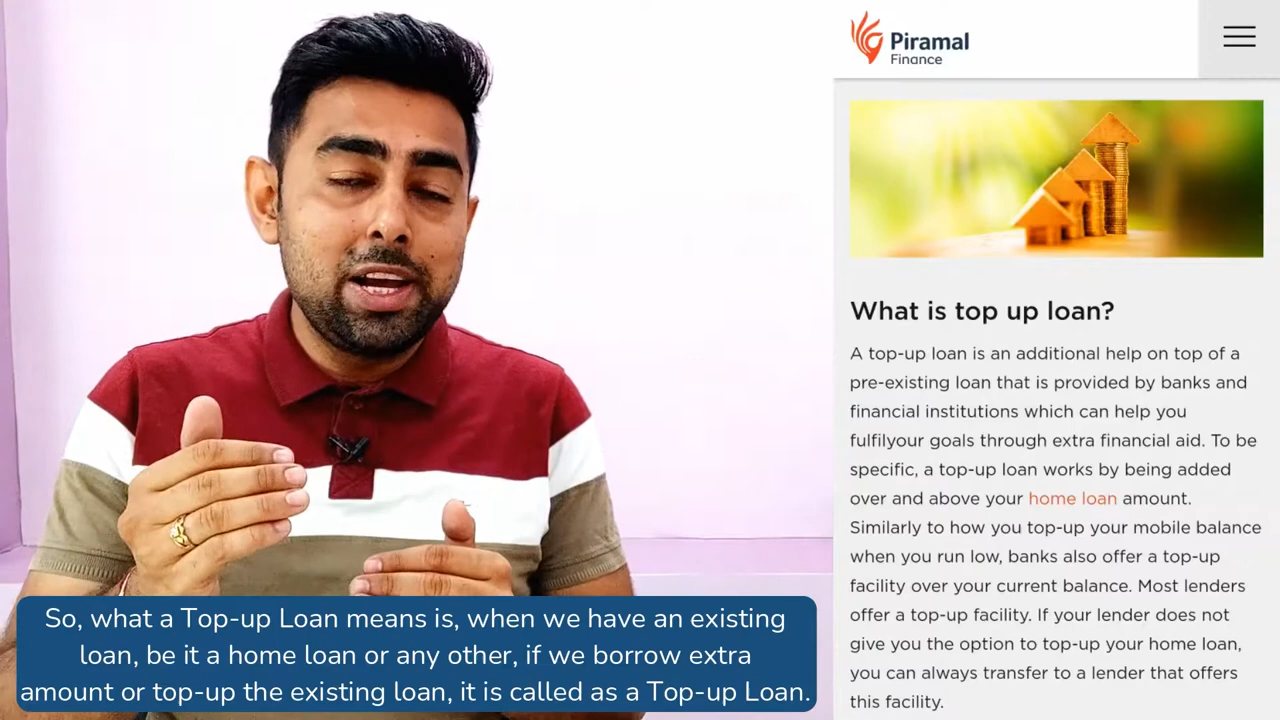 So, what a Top-up Loan means is, when we have an existing
loan, be it a home loan or any other, if we borrow extra
amount or top-up the existing loan, it is called as a Top-up Loan.
Piramal
Finance
What is top up loan?
A top-up loan is an additional help on top of a
pre-existing loan that is provided by banks and
financial institutions which can help you
fulfilyour goals through extra financial aid. To be
specific, a top-up loan works by being added
over and above your home loan amount.
Similarly to how you top-up your mobile balance
when you run low, banks also offer a top-up
facility over your current balance. Most lenders
offer a top-up facility. If your lender does not
give you the option to top-up your home loan,
you can always transfer to a lender that offers
this facility.